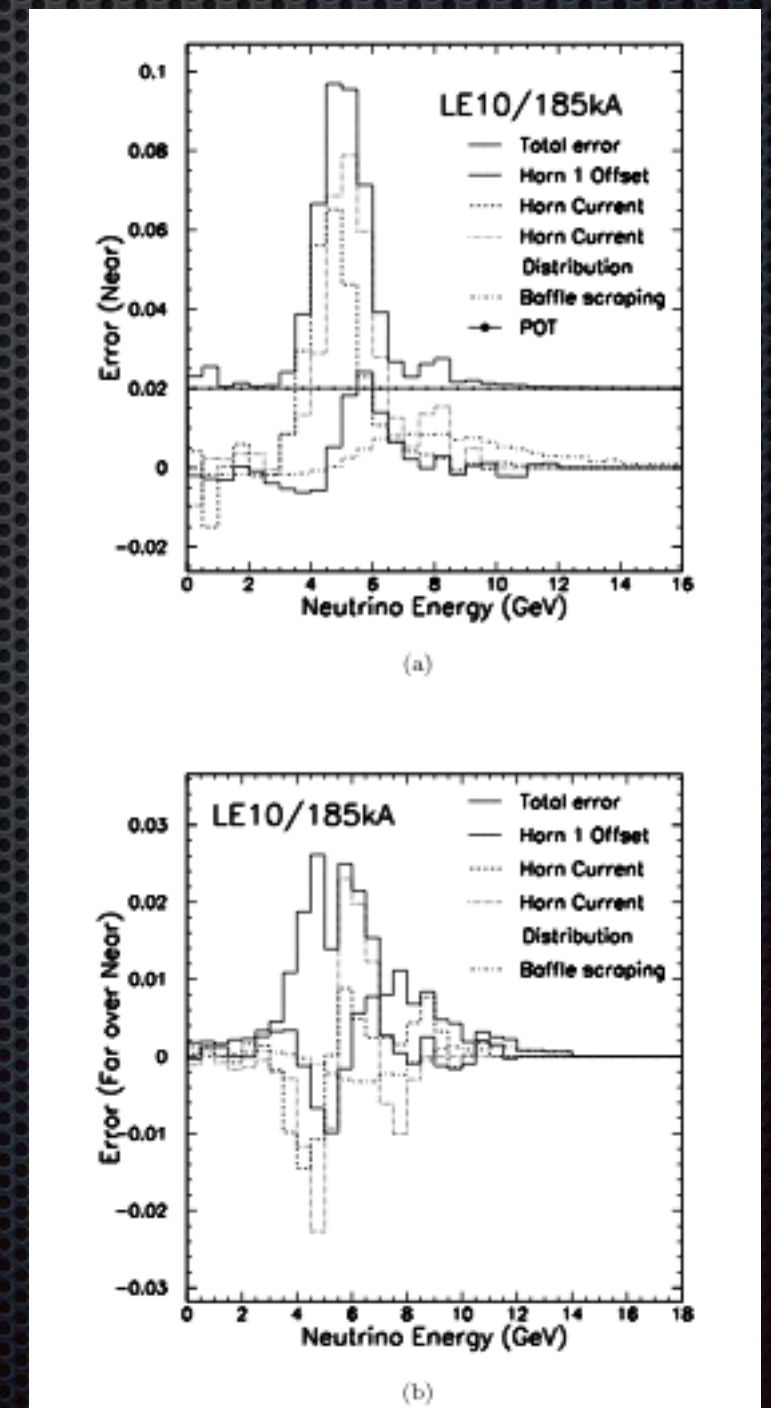 0.1
0.08
0.06
0.04
0.02
0
−0.02
Error (Near)
LE10/185kA
Total error
Horn 1 Offset
Horn Current
Horn Current
Distribution
Baffle scraping
POT
0 2 4 6 8 10 12 14 16
Neutrino Energy (GeV)
(a)
0.03
0.02
0.01
0
−0.01
−0.02
−0.03
Error (Far over Near)
LE10/185kA
Total error
Horn 1 Offset
Horn Current
Horn Current
Distribution
Baffle scraping
0 2 4 6 8 10 12 14 16 18
Neutrino Energy (GeV)
(b)